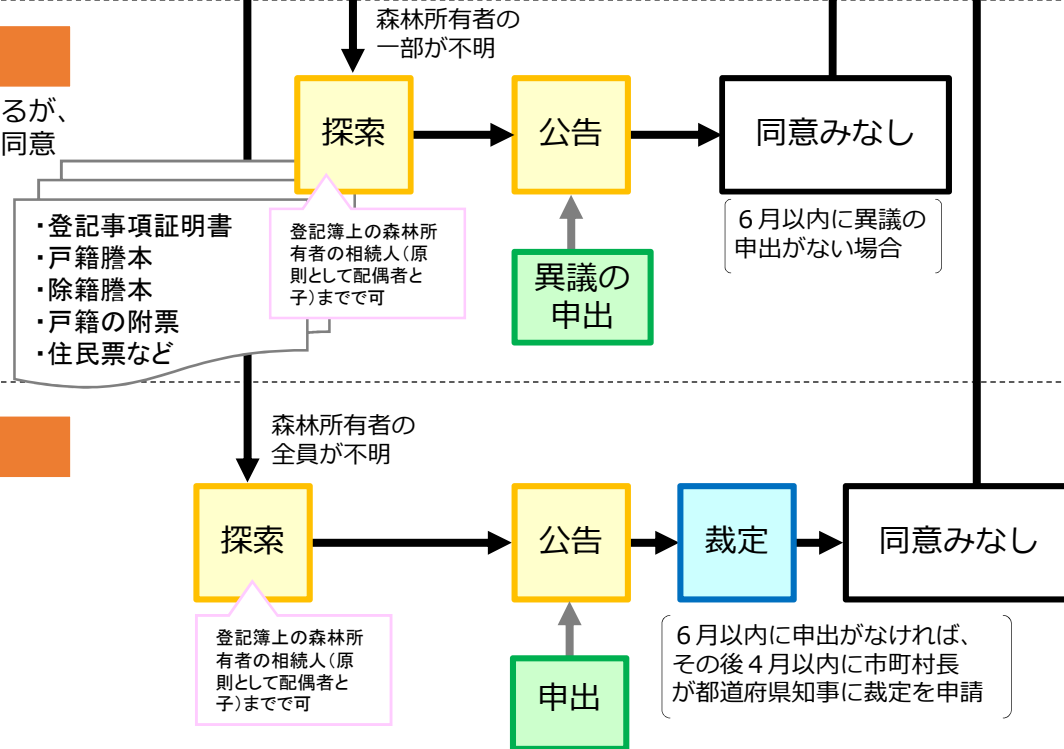 森林所有者の
一部が不明
るが、
同意
探索
公告
同意みなし
・登記事項証明書
・戸籍謄本
・除籍謄本
・戸籍の附票
・住民票など
登記簿上の森林所
有者の相続人（原
則として配偶者と
子）までで可
異議の
申出
６月以内に異議の
申出がない場合
森林所有者の
全員が不明
探索
公告
裁定
同意みなし
登記簿上の森林所
有者の相続人（原
則として配偶者と
子）までで可
申出
６月以内に申出がなければ、
その後４月以内に市町村長
が都道府県知事に裁定を申請